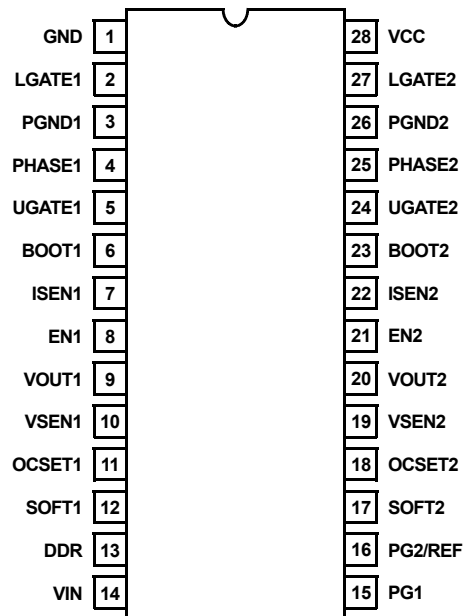 GND 1 28 VCC
LGATE1 2 27 LGATE2
PGND1 3 26 PGND2
PHASE1 4 25 PHASE2
UGATE1 5 24 UGATE2
BOOT1 6 23 BOOT2
ISEN1 7 22 ISEN2
EN1 8 21 EN2
VOUT1 9 20 VOUT2
VSEN1 10 19 VSEN2
OCSET1 11 18 OCSET2
SOFT1 12 17 SOFT2
DDR 13 16 PG2/REF
VIN 14 15 PG1